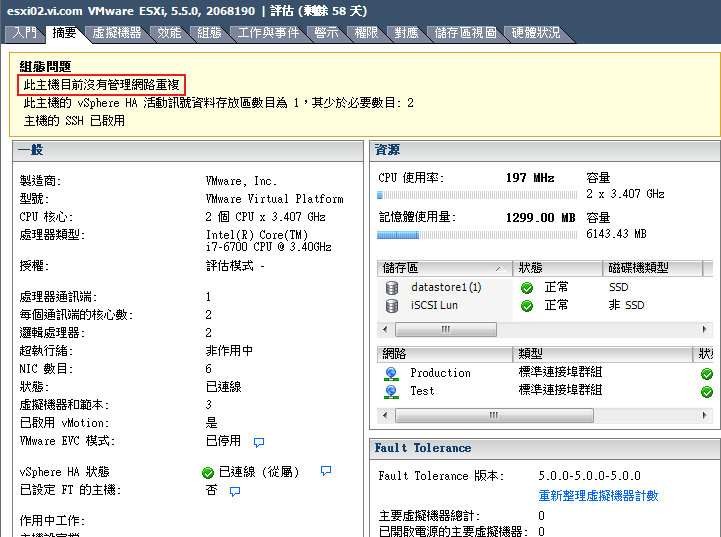 esxi02.vi.com VMware ESXi, 5.5.0, 2068190 | 評估 (剩餘 58 天)
入門 摘要 虛擬機器 效能 組態 工作與事件 警示 權限 對應 儲存區視圖 硬體狀況
組態問題
此主機目前沒有管理網路重複
此主機的 vSphere HA 活動訊號資料存放區數目為 1，其少於必要數目: 2
主機的 SSH 已啟用
一般
製造商: VMware, Inc.
型號: VMware Virtual Platform
CPU 核心: 2 個 CPU x 3.407 GHz
處理器類型: Intel(R) Core(TM)
i7-6700 CPU @ 3.40GHz
授權: 評估模式 -
處理器通訊端: 1
每個通訊端的核心數: 2
邏輯處理器: 2
超執行緒: 非作用中
NIC 數目: 6
狀態: 已連線
虛擬機器和範本: 3
已啟用 vMotion: 是
VMware EVC 模式: 已停用
vSphere HA 狀態 已連線 (從屬)
已設定 FT 的主機: 否
作用中工作:
資源
CPU 使用率: 197 MHz 容量
2 x 3.407 GHz
記憶體使用量: 1299.00 MB 容量
6143.43 MB
儲存區 狀態 磁碟機類型
datastore1 (1) 正常 SSD
iSCSI Lun 正常 非 SSD
網路 類型 狀
Production 標準連接埠群組
Test 標準連接埠群組
Fault Tolerance
Fault Tolerance 版本: 5.0.0-5.0.0-5.0.0
重新整理虛擬機器計數
主要虛擬機器總計: 0
已開啟電源的主要虛擬機器: 0